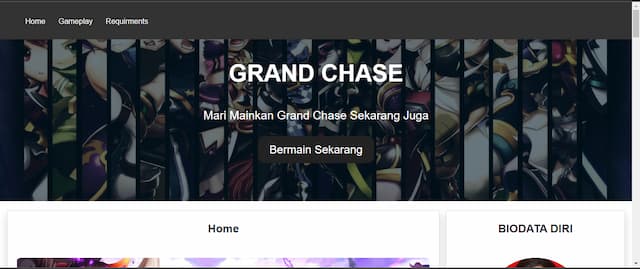 Home Gameplay Requirments
GRAND CHASE
Mari Mainkan Grand Chase Sekarang Juga
Bermain Sekarang
Home
BIODATA DIRI